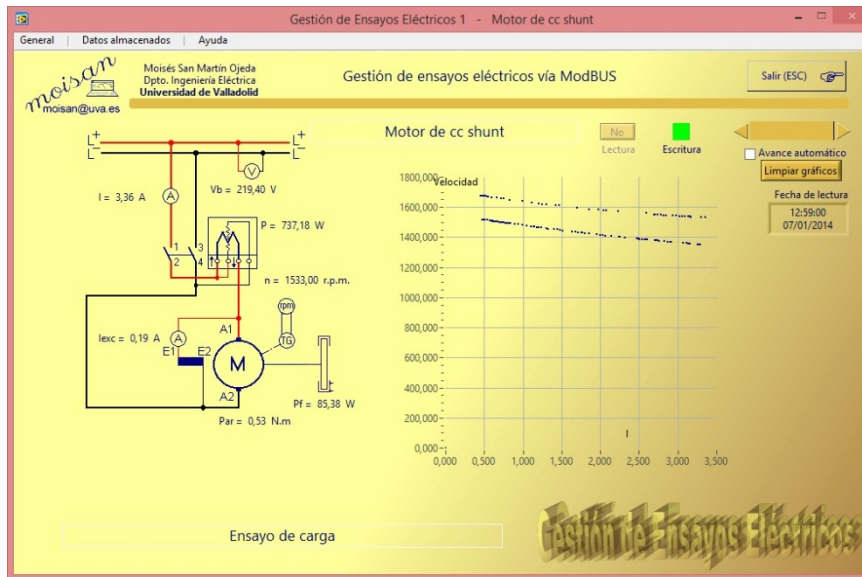 Gestión de Ensayos Eléctricos 1 - Motor de cc shunt
General | Datos almacenados | Ayuda
moisan
moisan@uva.es
Moisés San Martín Ojeda
Dpto. Ingeniería Eléctrica
Universidad de Valladolid
Gestión de ensayos eléctricos vía ModBUS
Salir (ESC)
Motor de cc shunt
No
Lectura
Escritura
Avance automático
Limpiar gráficos
Fecha de lectura
12:59:00
07/01/2014
L+
L-
V
I = 3,36 A
A
Vb = 219,40 V
P = 737,18 W
1
3
2
4
n = 1533,00 r.p.m.
rpm
TG
Iexc = 0,19 A
A
A1
E1
E2
M
A2
Pf = 85,38 W
Par = 0,53 N.m
Velocidad
1800,000
1600,000
1400,000
1200,000
1000,000
800,000
600,000
400,000
200,000
0,000
I
0,000 0,500 1,000 1,500 2,000 2,500 3,000 3,500
Ensayo de carga
Gestión de Ensayos Eléctricos